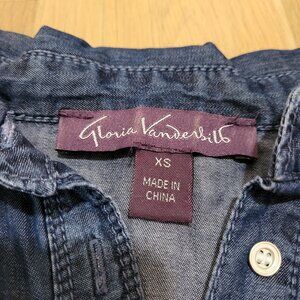 Gloria Vanderbilt
XS
MADE IN
CHINA